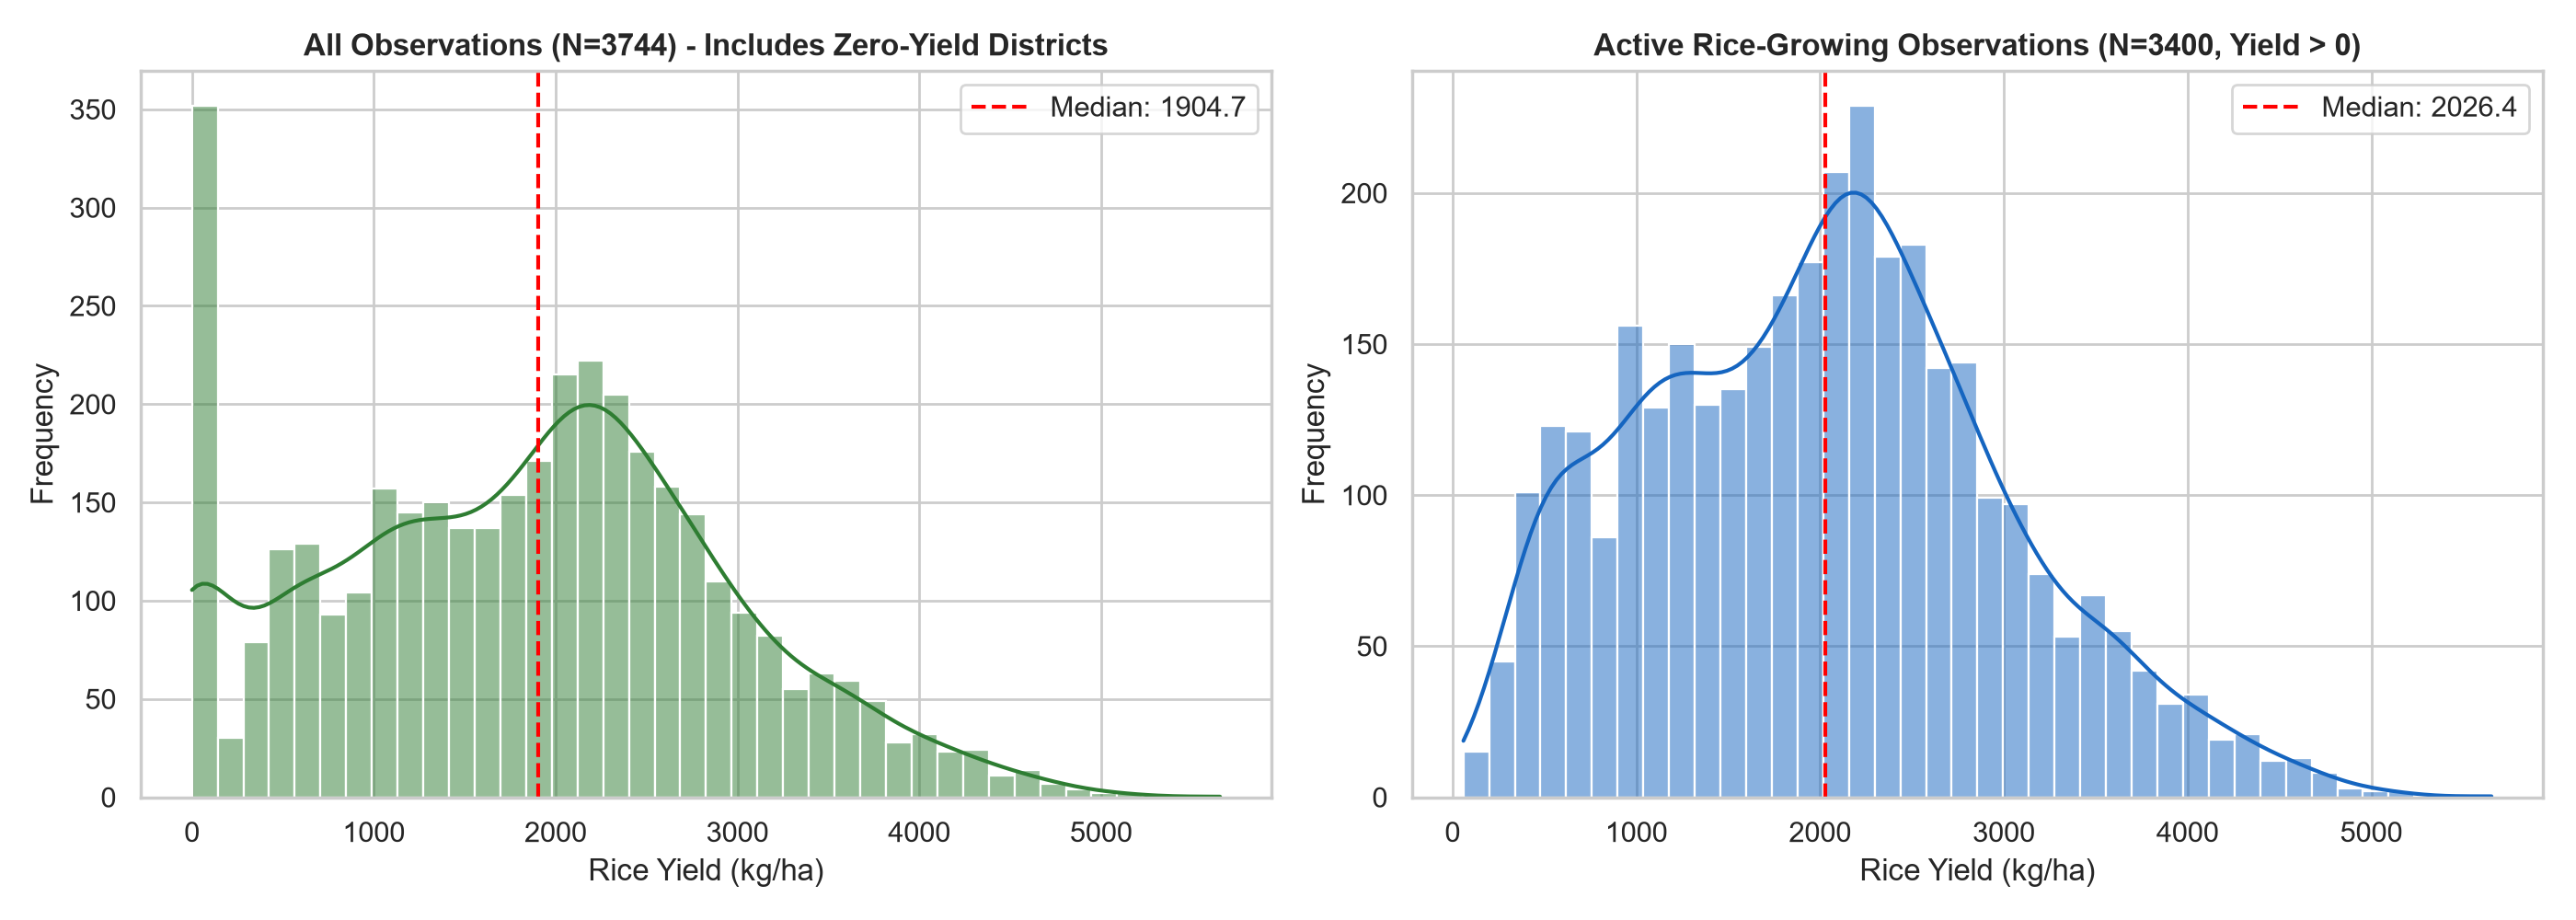 All Observations (N=3744) - Includes Zero-Yield Districts
Median: 1904.7
Frequency
350
300
250
200
150
100
50
0
0 1000 2000 3000 4000 5000
Rice Yield (kg/ha)
Active Rice-Growing Observations (N=3400, Yield > 0)
Median: 2026.4
Frequency
200
150
100
50
0
0 1000 2000 3000 4000 5000
Rice Yield (kg/ha)